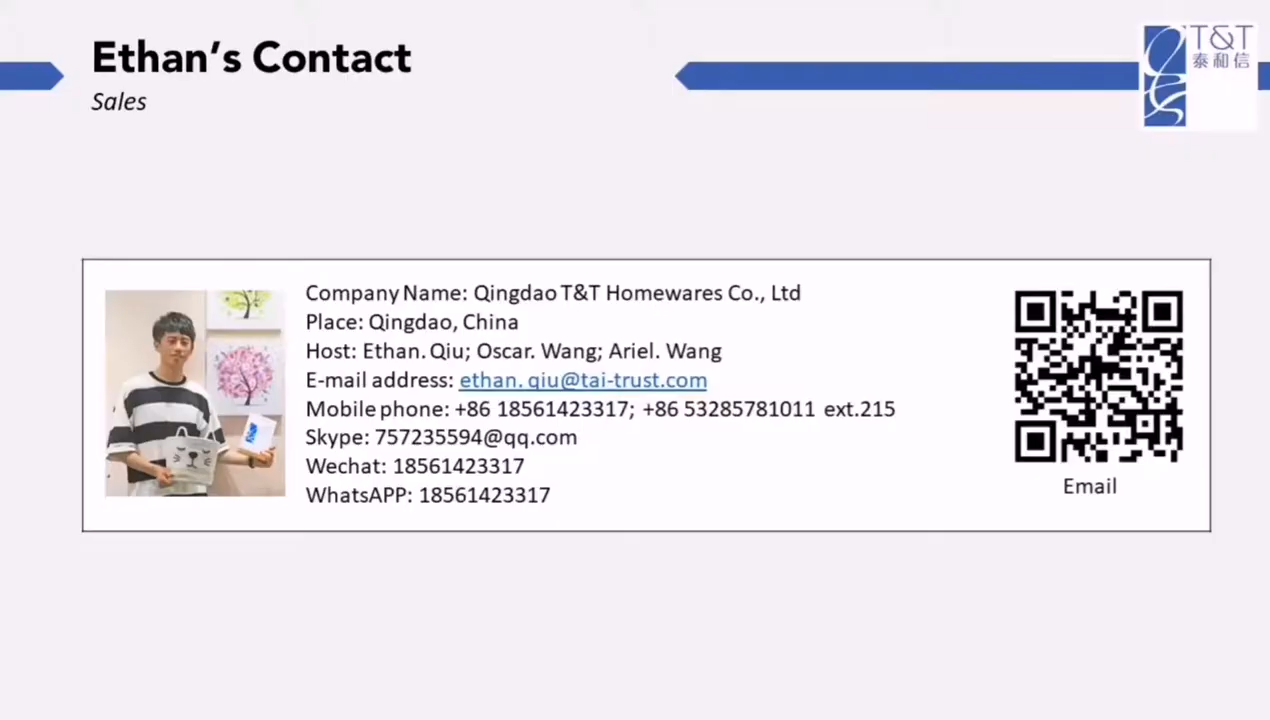 Ethan’s Contact
Sales
T&T
泰和信
Company Name: Qingdao T&T Homewares Co., Ltd
Place: Qingdao, China
Host: Ethan. Qiu; Oscar. Wang; Ariel. Wang
E-mail address: ethan. qiu@tai-trust.com
Mobile phone: +86 18561423317; +86 53285781011 ext.215
Skype: 757235594@qq.com
Wechat: 18561423317
WhatsAPP: 18561423317
Email